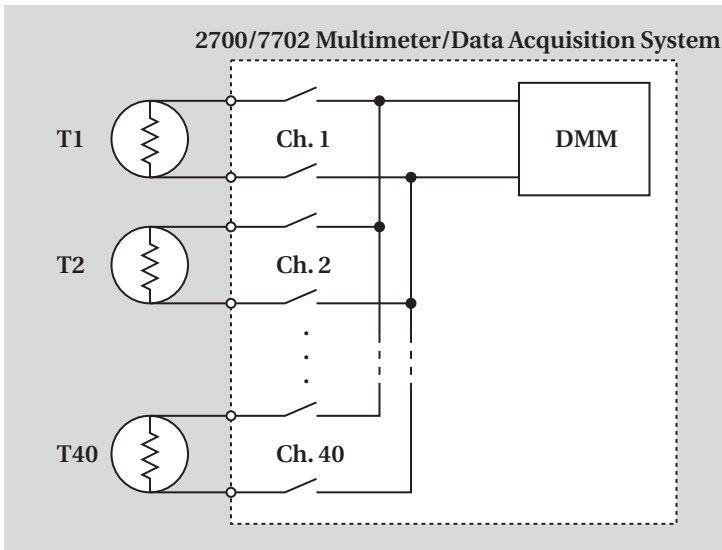 2700/7702 Multimeter/Data Acquisition System
T1
Ch. 1
DMM
T2
Ch. 2
T40
Ch. 40